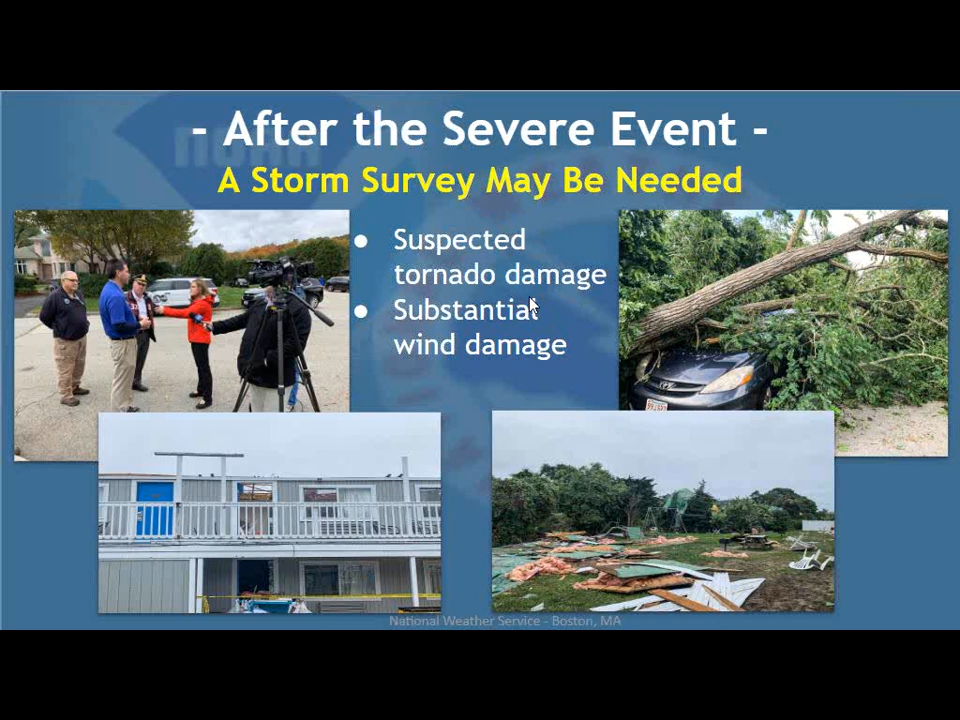 - After the Severe Event -
A Storm Survey May Be Needed
● Suspected
tornado damage
● Substantial
wind damage
NOAA
National Weather Service - Boston, MA